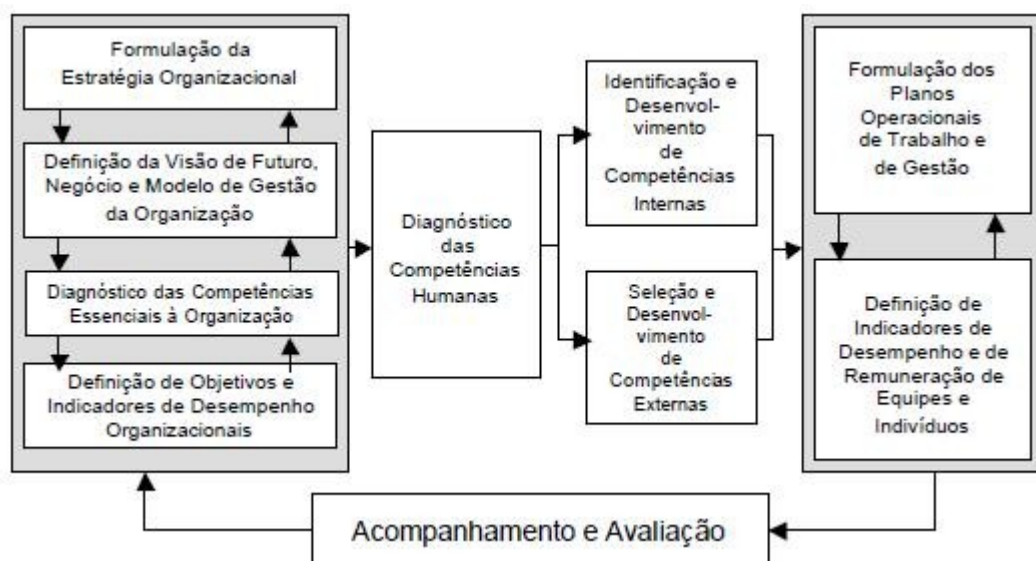 Formulação da
Estratégia Organizacional
Definição da Visão de Futuro,
Negócio e Modelo de Gestão
da Organização
Diagnóstico das Competências
Essenciais à Organização
Definição de Objetivos e
Indicadores de Desempenho
Organizacionais
Diagnóstico
das
Competências
Humanas
Identificação e
Desenvol-
vimento
de
Competências
Internas
Seleção e
Desenvol-
vimento
de
Competências
Externas
Formulação dos
Planos
Operacionais
de Trabalho e
de Gestão
Definição de
Indicadores de
Desempenho e de
Remuneração de
Equipes e
Indivíduos
Acompanhamento e Avaliação